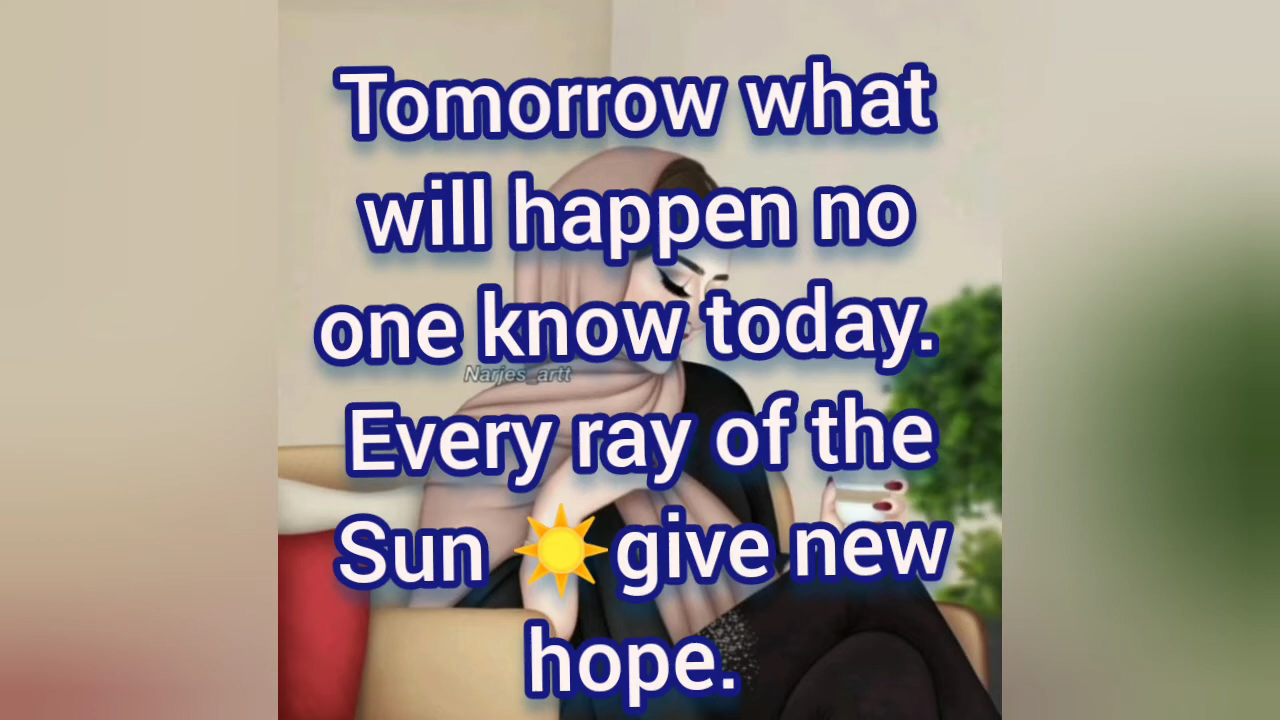 Tomorrow what
will happen no
one know today.
Narjes_artt
Every ray of the
Sun ☀️give new
hope.